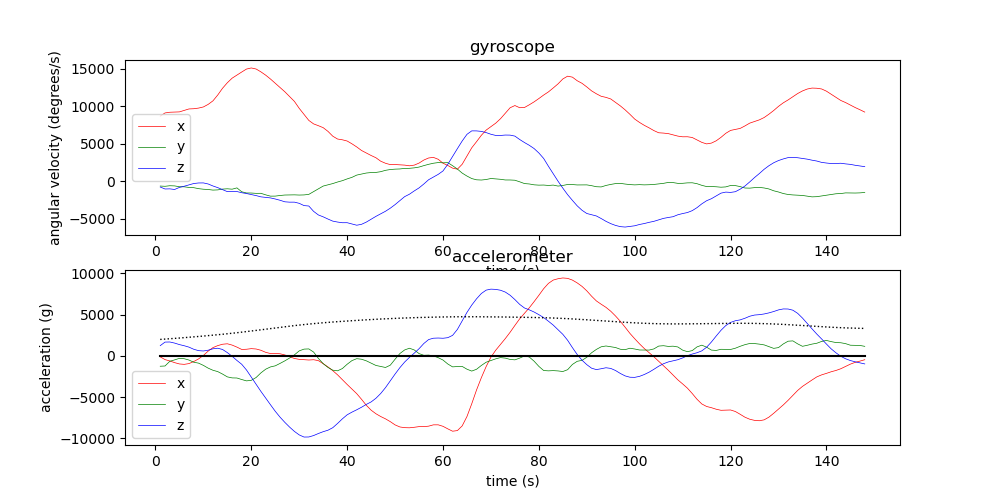 gyroscope
angular velocity (degrees/s)
15000
10000
5000
0
−5000
x
y
z
0 20 40 60 80 100 120 140
time (s)
accelerometer
acceleration (g)
10000
5000
0
−5000
−10000
x
y
z
0 20 40 60 80 100 120 140
time (s)